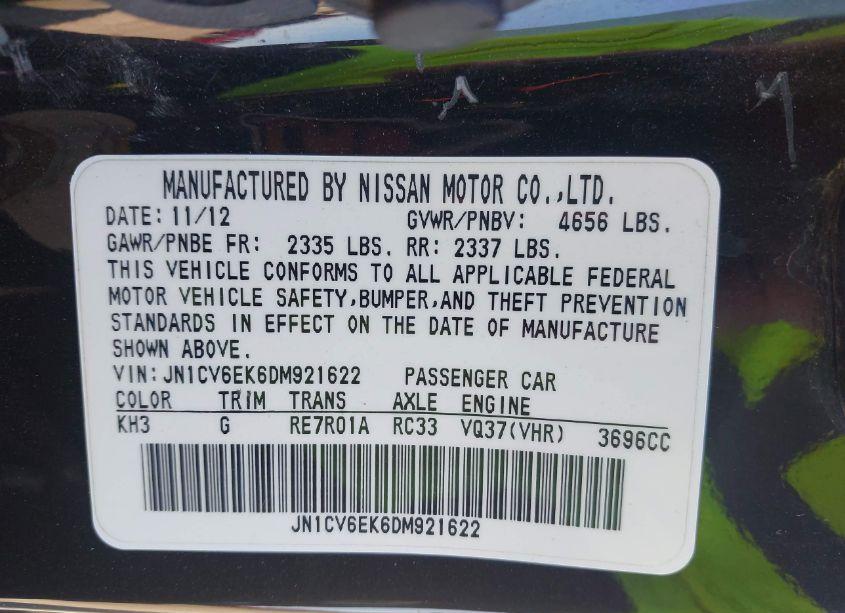 MANUFACTURED BY NISSAN MOTOR CO.,LTD.
DATE: 11/12 GVWR/PNBV: 4656 LBS.
GAWR/PNBE FR: 2335 LBS. RR: 2337 LBS.
THIS VEHICLE CONFORMS TO ALL APPLICABLE FEDERAL
MOTOR VEHICLE SAFETY,BUMPER,AND THEFT PREVENTION
STANDARDS IN EFFECT ON THE DATE OF MANUFACTURE
SHOWN ABOVE.
VIN: JN1CV6EK6DM921622 PASSENGER CAR
COLOR TRIM TRANS AXLE ENGINE
KH3 G RE7R01A RC33 VQ37(VHR) 3696CC
JN1CV6EK6DM921622